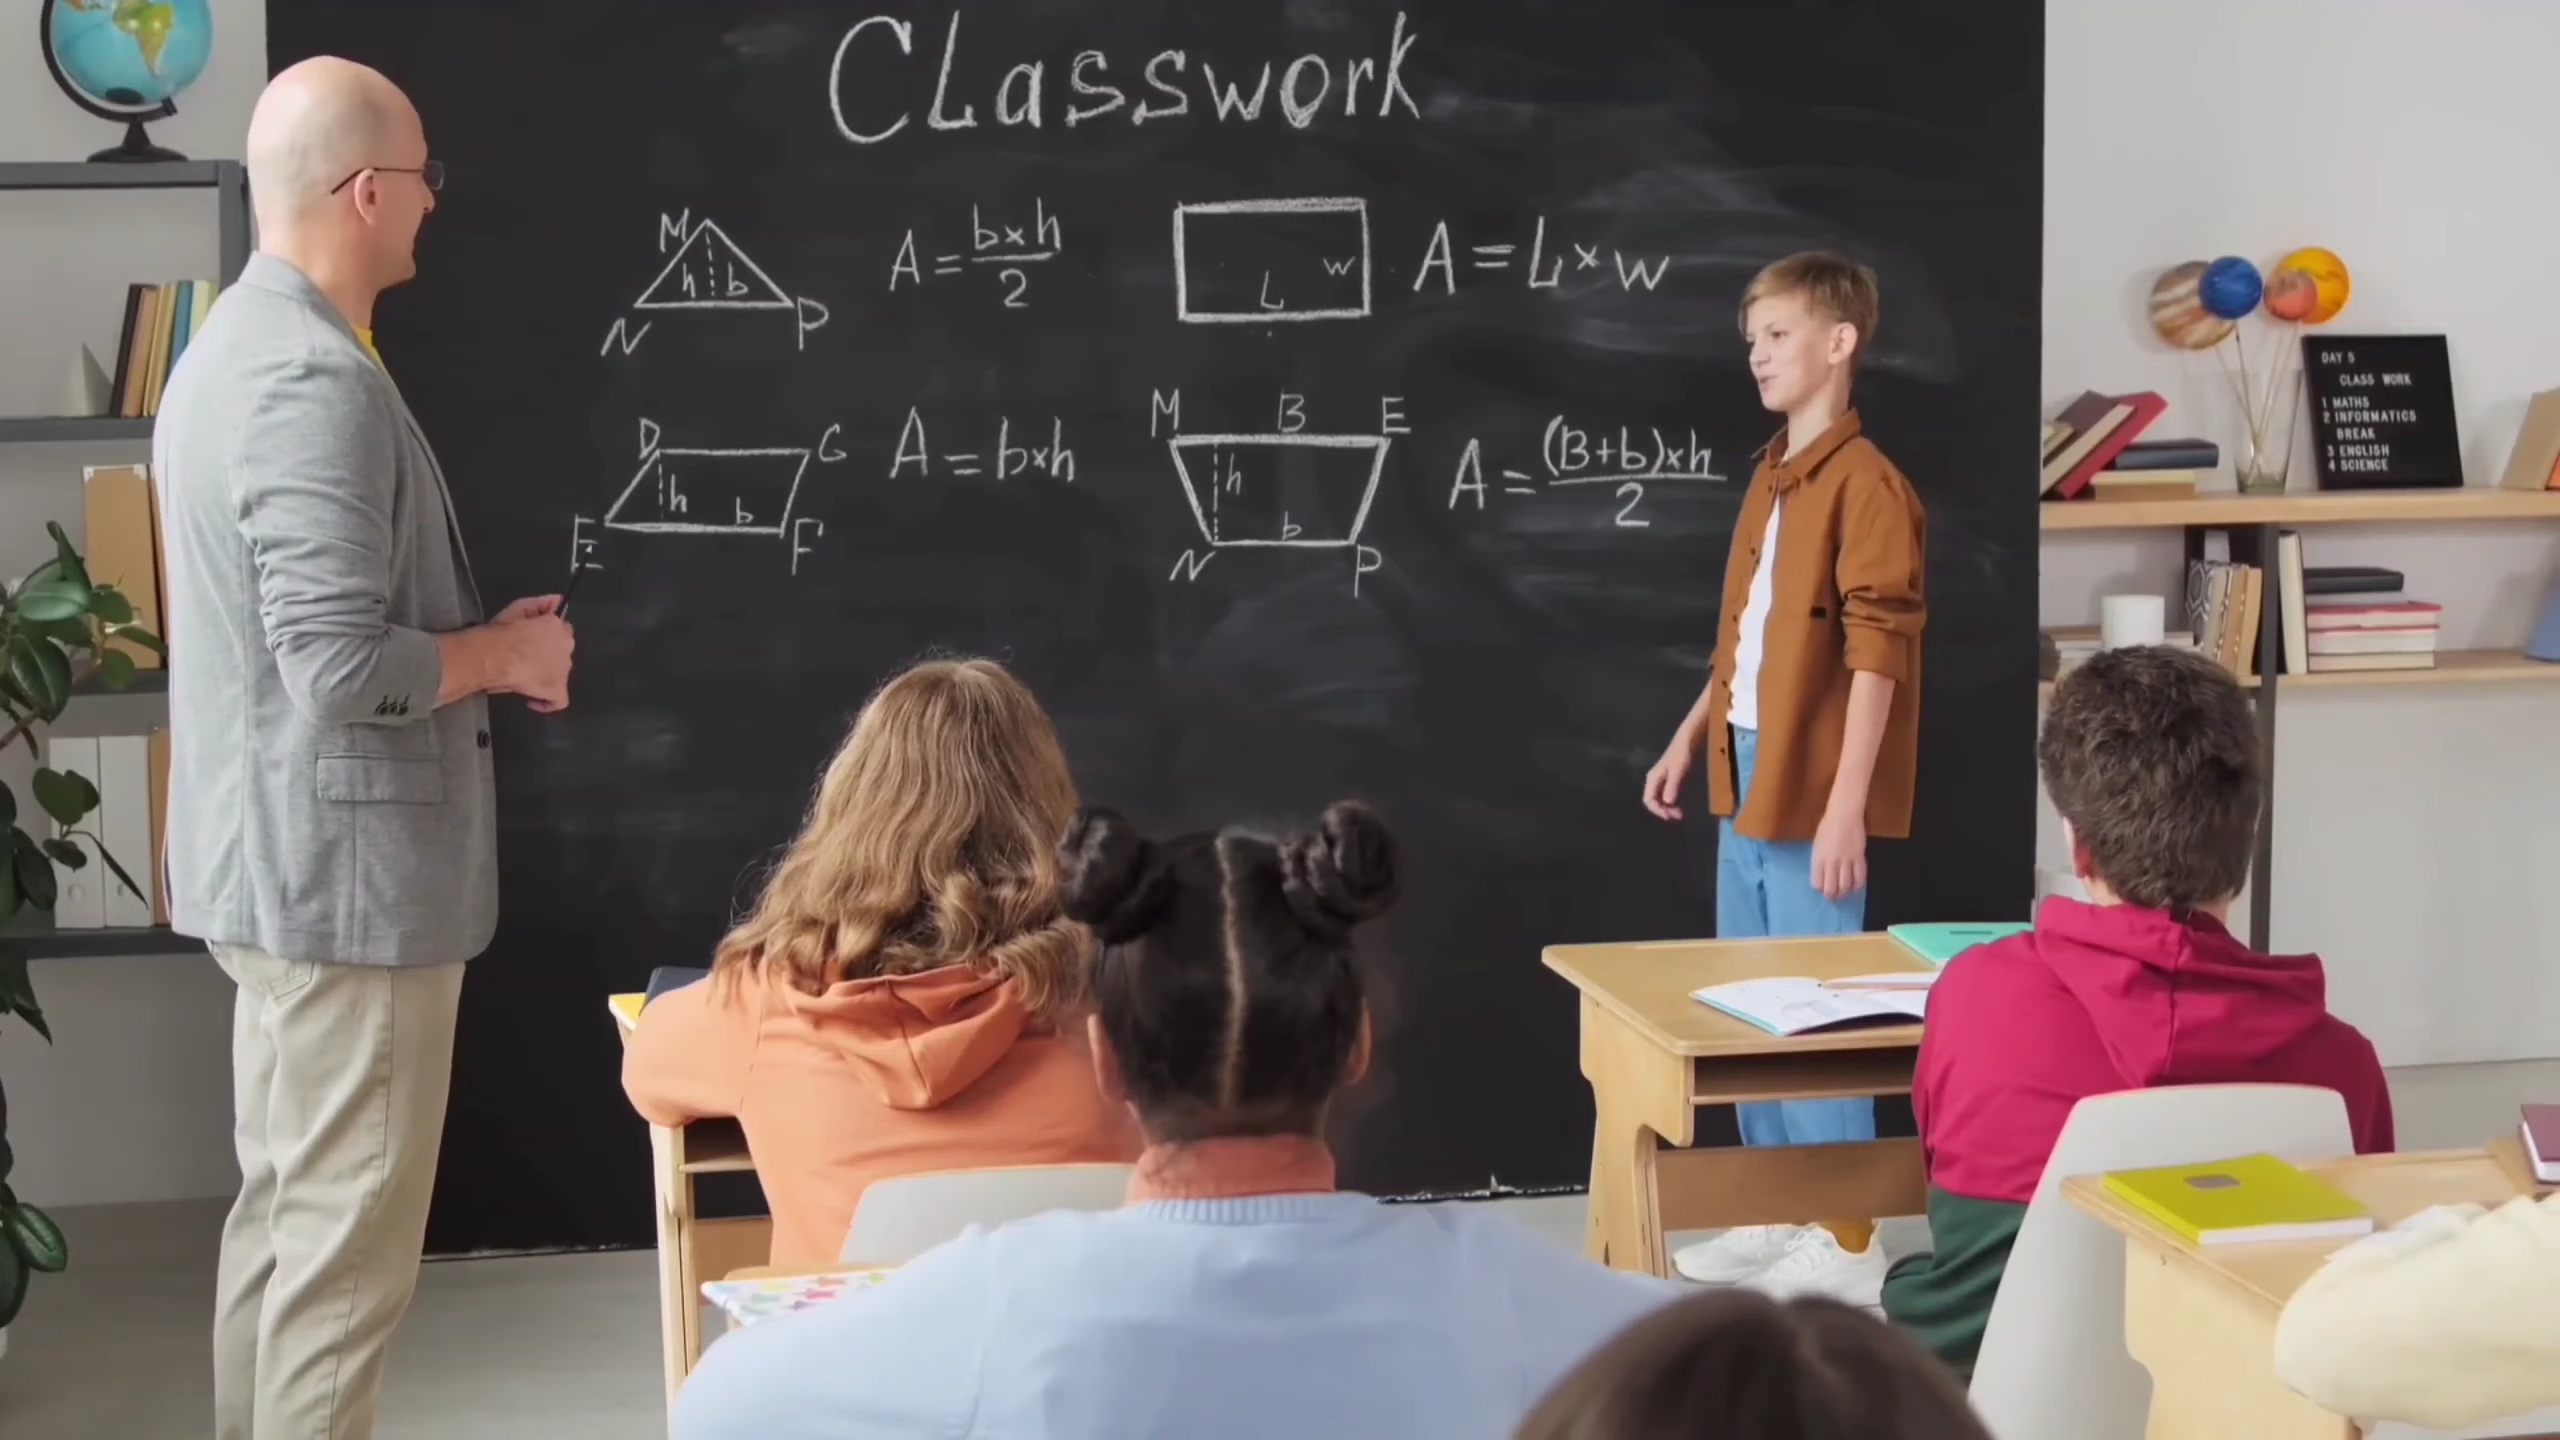 Classwork
M
h b
N P
A = b×h / 2
L w
A = L×w
D G
h b
E F
A = b×h
M B E
h
b
N P
A = (B+b)×h / 2
DAY 5
CLASS WORK
1 MATHS
2 INFORMATICS
BREAK
3 ENGLISH
4 SCIENCE